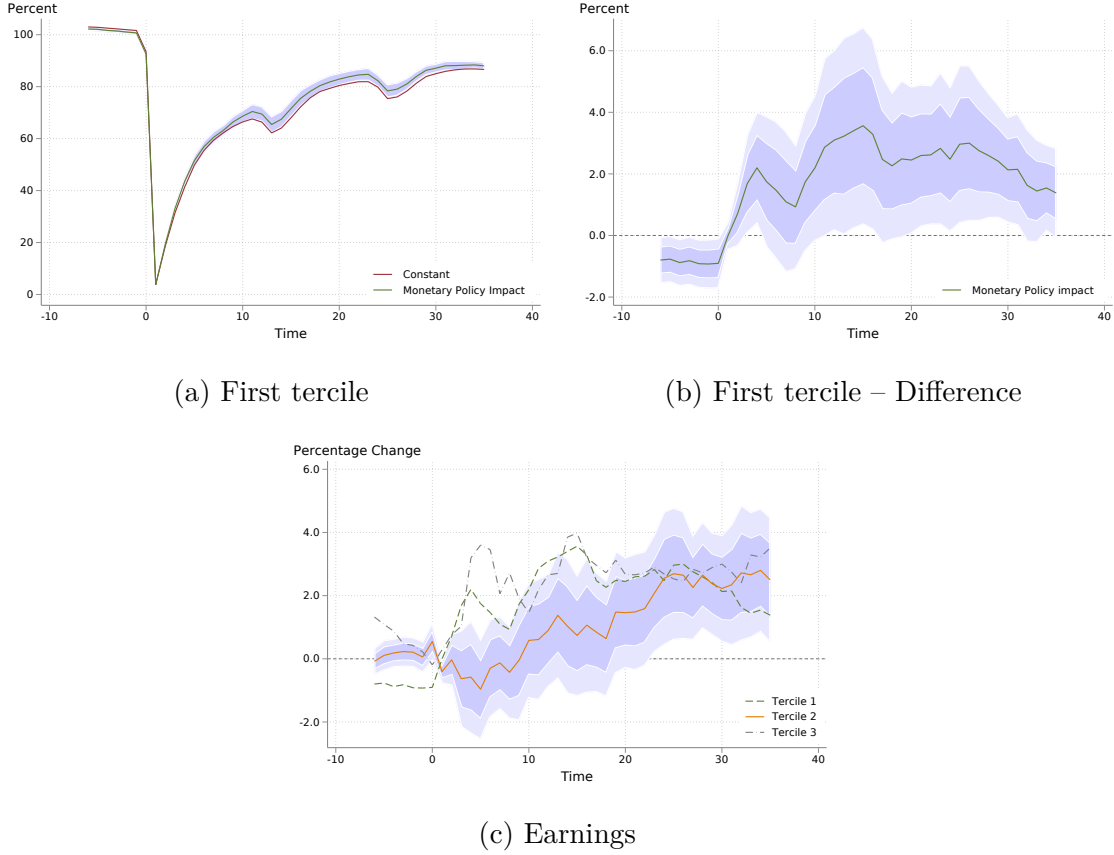 Percent
100
80
60
40
20
0
Constant
Monetary Policy Impact
-10 0 10 20 30 40
Time
(a) First tercile
Percent
6.0
4.0
2.0
0.0
-2.0
Monetary Policy impact
-10 0 10 20 30 40
Time
(b) First tercile – Difference
Percentage Change
6.0
4.0
2.0
0.0
-2.0
Tercile 1
Tercile 2
Tercile 3
-10 0 10 20 30 40
Time
(c) Earnings